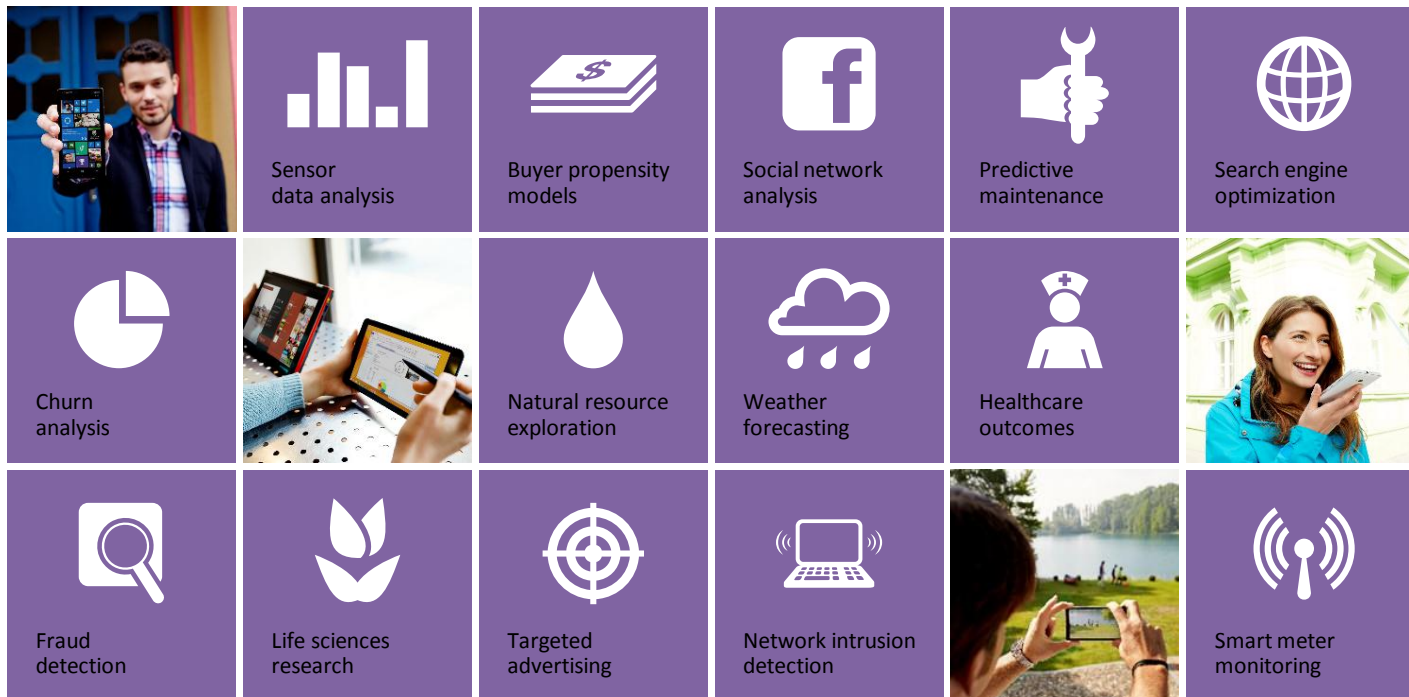 Sensor
data analysis
Buyer propensity
models
Social network
analysis
Predictive
maintenance
Search engine
optimization
Churn
analysis
Natural resource
exploration
Weather
forecasting
Healthcare
outcomes
Fraud
detection
Life sciences
research
Targeted
advertising
Network intrusion
detection
Smart meter
monitoring